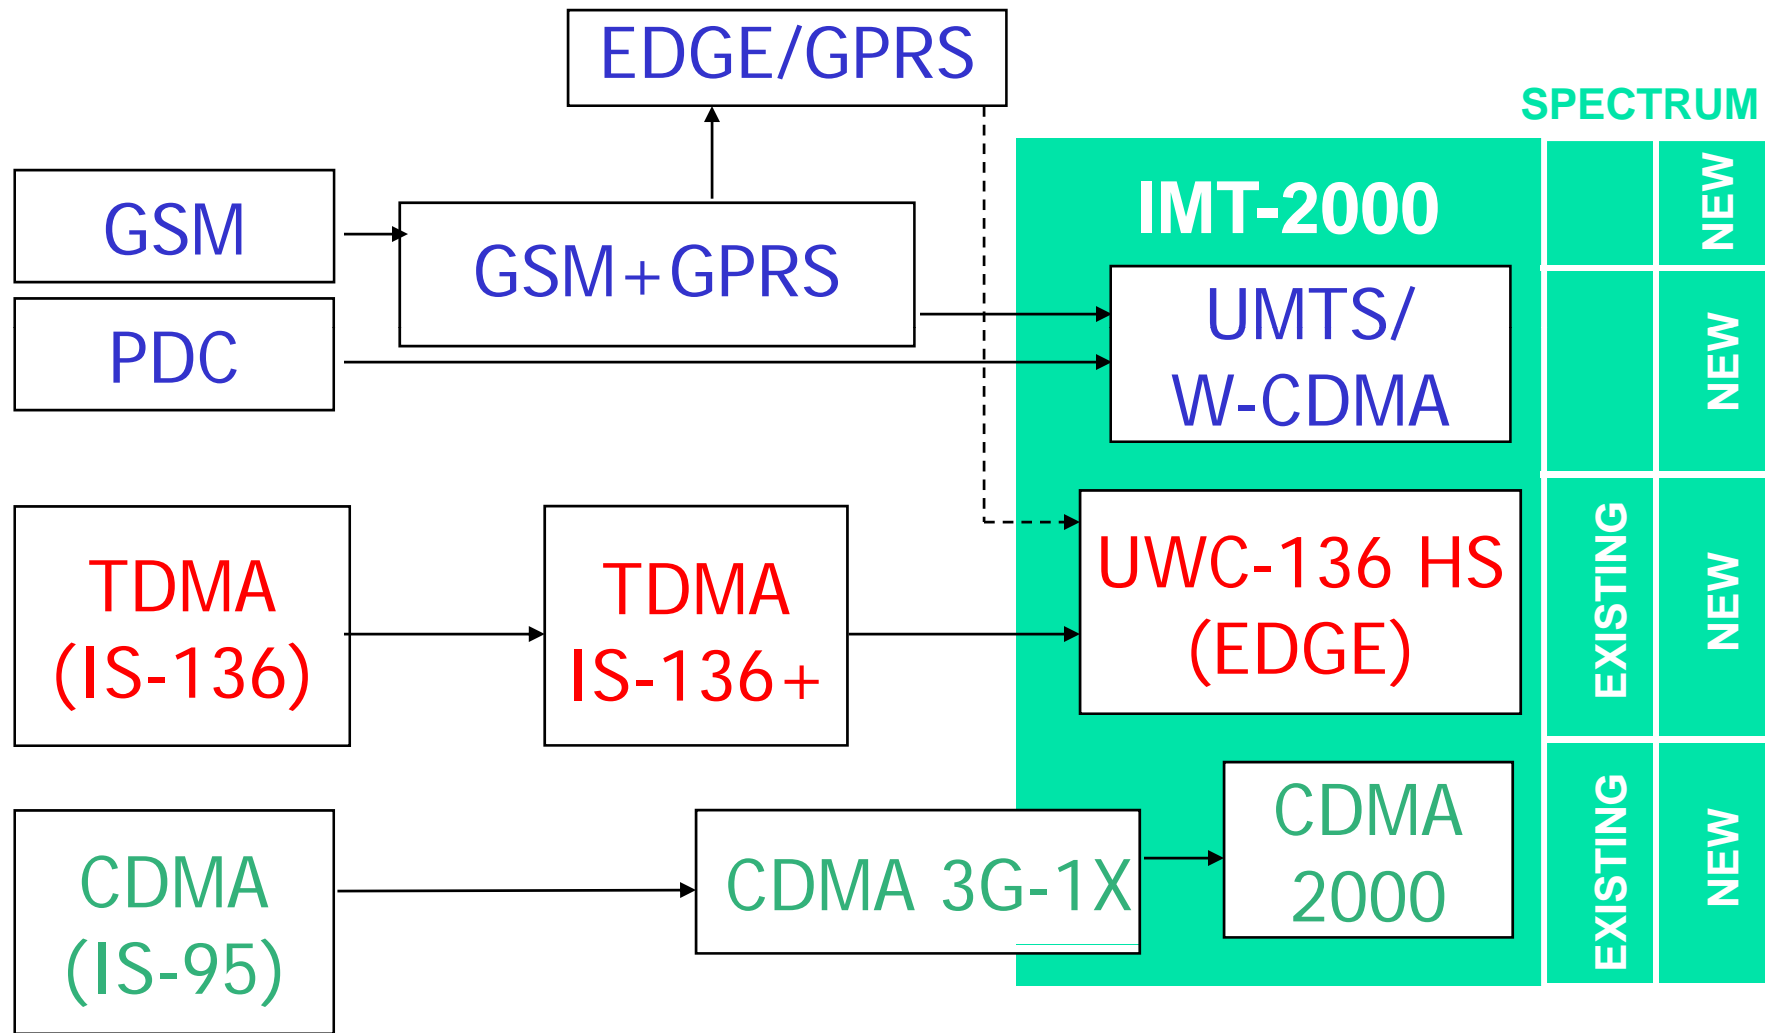 EDGE/GPRS
SPECTRUM
GSM
GSM+GPRS
PDC
IMT-2000
NEW
UMTS/
W-CDMA
NEW
TDMA
(IS-136)
TDMA
IS-136+
UWC-136 HS
(EDGE)
EXISTING
NEW
CDMA
(IS-95)
CDMA 3G-1X
CDMA
2000
EXISTING
NEW